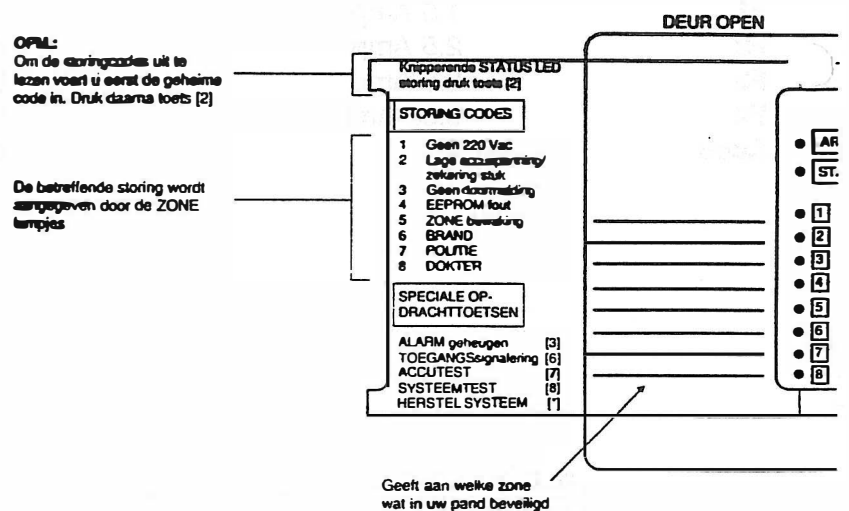 DEUR OPEN
OPM.:
Om de storingcodes uit te
lezen voert u eerst de geheime
code in. Druk daarna toets [2]
De betreffende storing wordt
aangegeven door de ZONE
lampjes
Knipperende STATUS LED
storing druk toets [2]
STORING CODES
1 Geen 220 Vac
2 Lage accuspanning/
zekering stuk
3 Geen doormelding
4 EEPROM fout
5 ZONE bewaking
6 BRAND
7 POLITIE
8 DOKTER
SPECIALE OP-
DRACHTTOETSEN
ALARM geheugen [3]
TOEGANGSsignalering [6]
ACCUTEST [7]
SYSTEEMTEST [8]
HERSTEL SYSTEEM [*]
AR
ST.
1
2
3
4
5
6
7
8
Geeft aan welke zone
wat in uw pand beveiligd